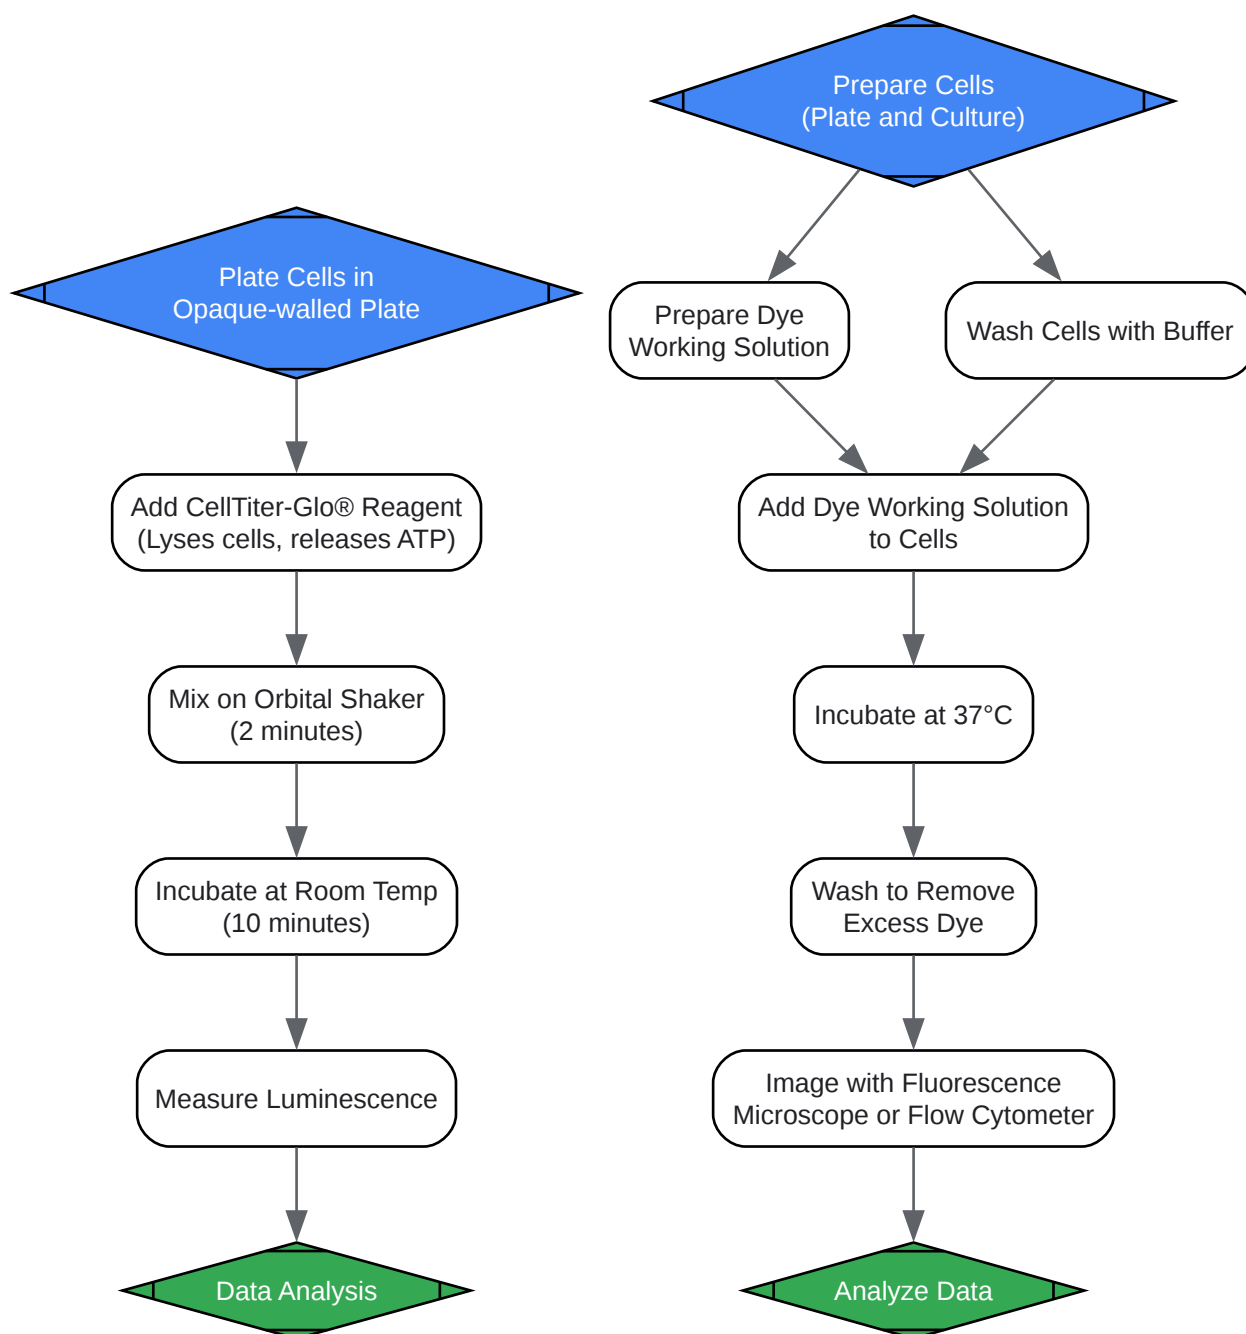 Plate Cells in
Opaque-walled Plate
Add CellTiter-Glo® Reagent
(Lyses cells, releases ATP)
Mix on Orbital Shaker
(2 minutes)
Incubate at Room Temp
(10 minutes)
Measure Luminescence
Data Analysis
Prepare Cells
(Plate and Culture)
Prepare Dye
Working Solution
Wash Cells with Buffer
Add Dye Working Solution
to Cells
Incubate at 37°C
Wash to Remove
Excess Dye
Image with Fluorescence
Microscope or Flow Cytometer
Analyze Data